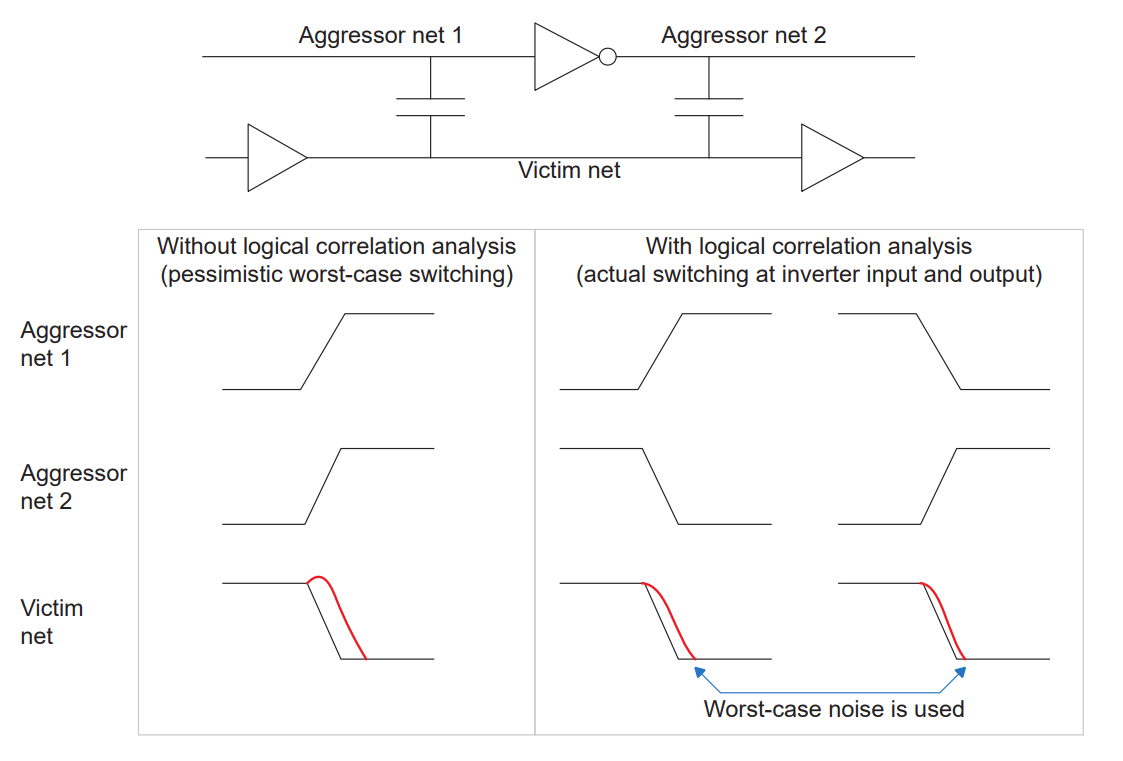 Aggressor net 1
Aggressor net 2
Victim net
Without logical correlation analysis
(pessimistic worst-case switching)
With logical correlation analysis
(actual switching at inverter input and output)
Aggressor
net 1
Aggressor
net 2
Victim
net
Worst-case noise is used